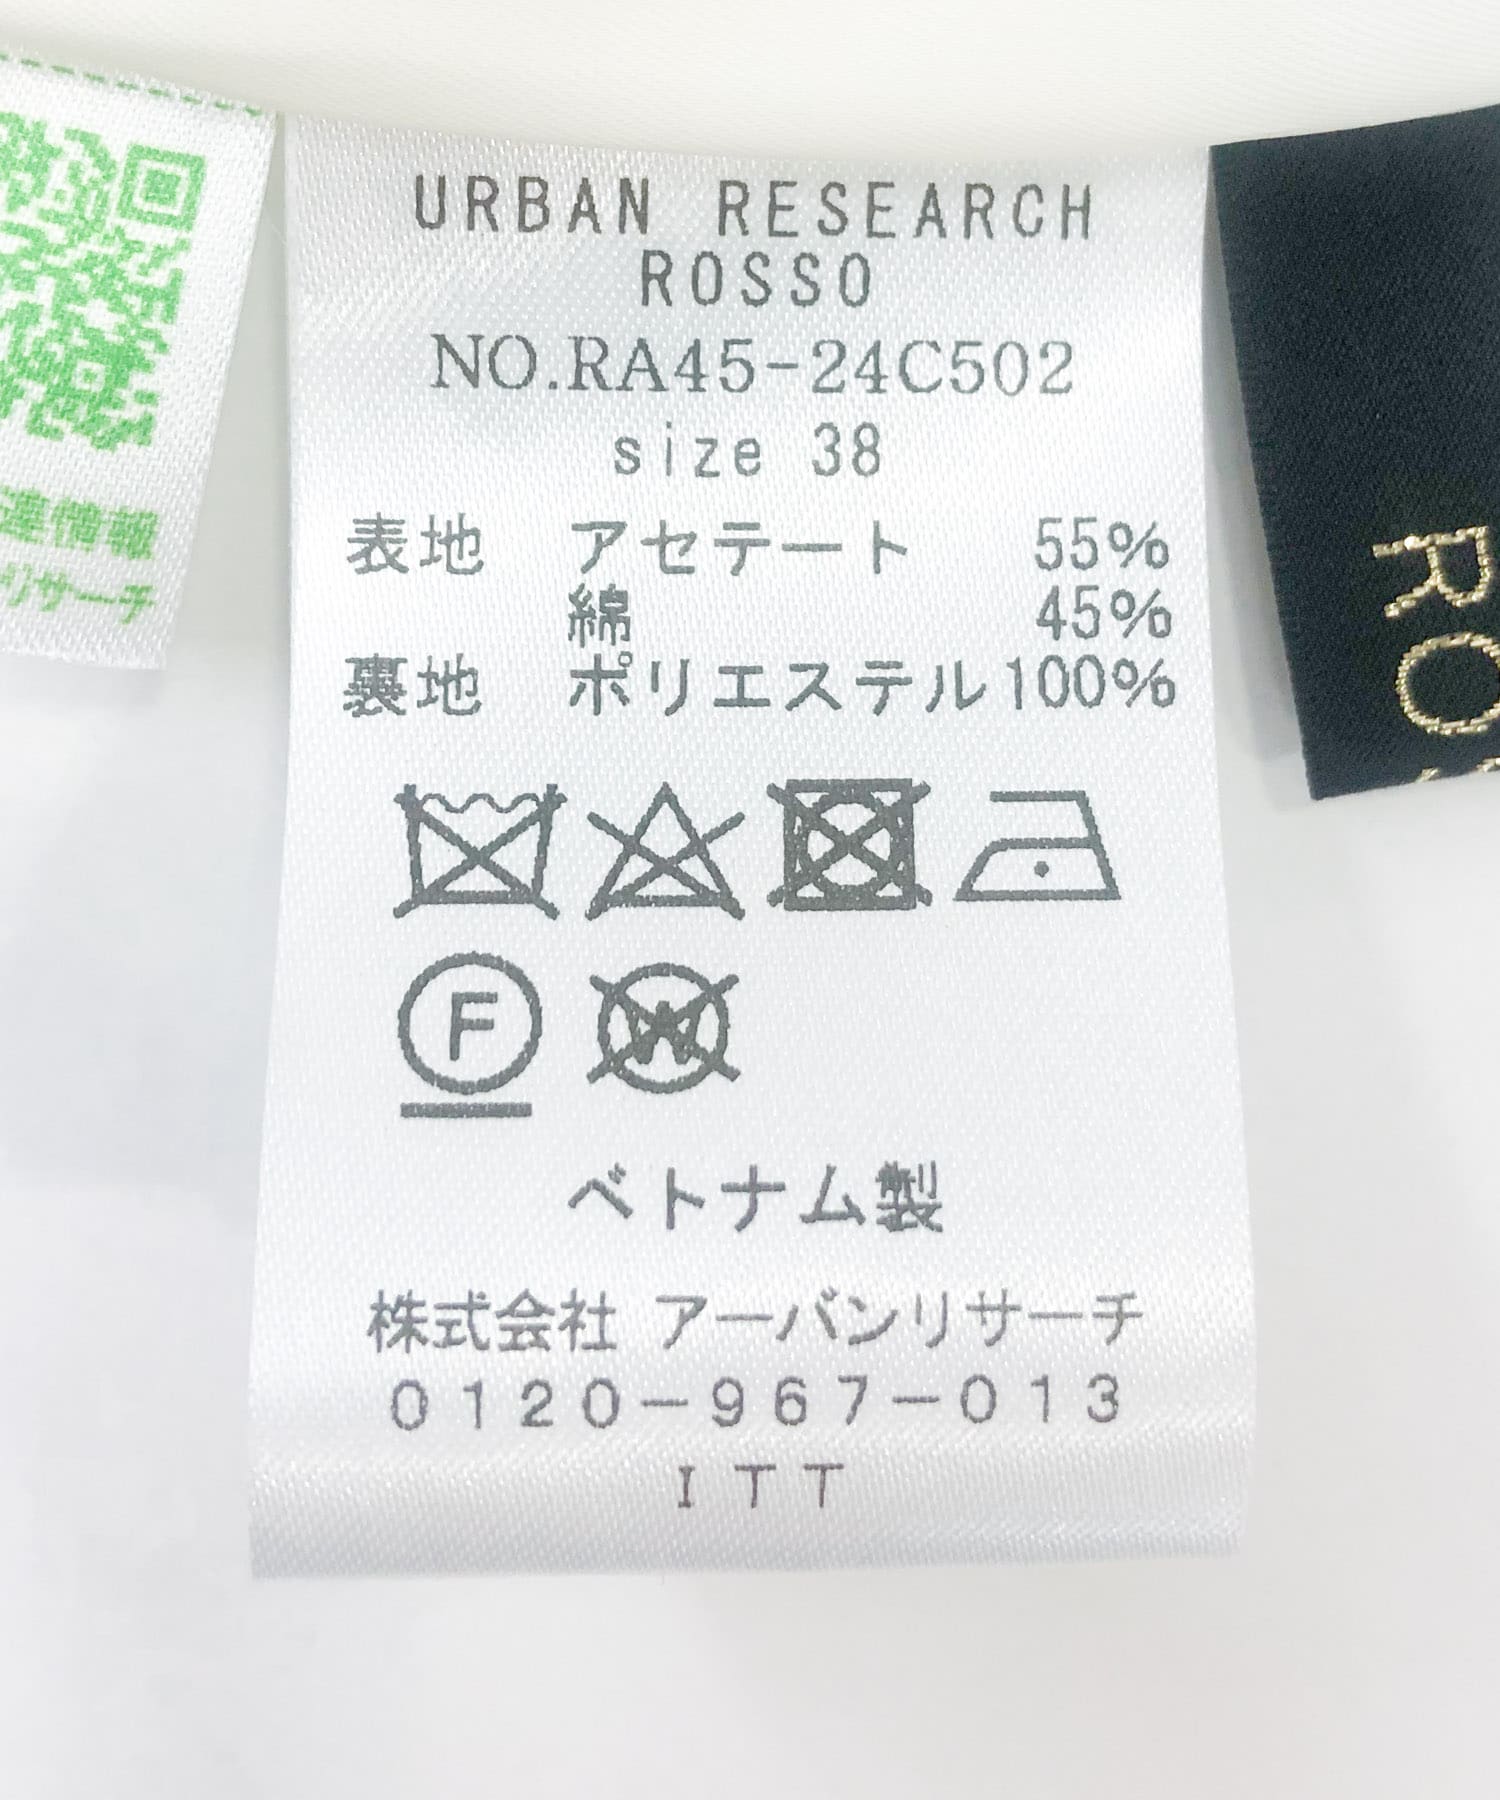 URBAN RESEARCH
ROSSO
NO.RA45-24C502
size 38
表地 アセテート 55%
綿 45%
裏地 ポリエステル100%
F
W
ベトナム製
株式会社 アーバンリサーチ
0120-967-013
ITT
連情報
リサーチ
RO